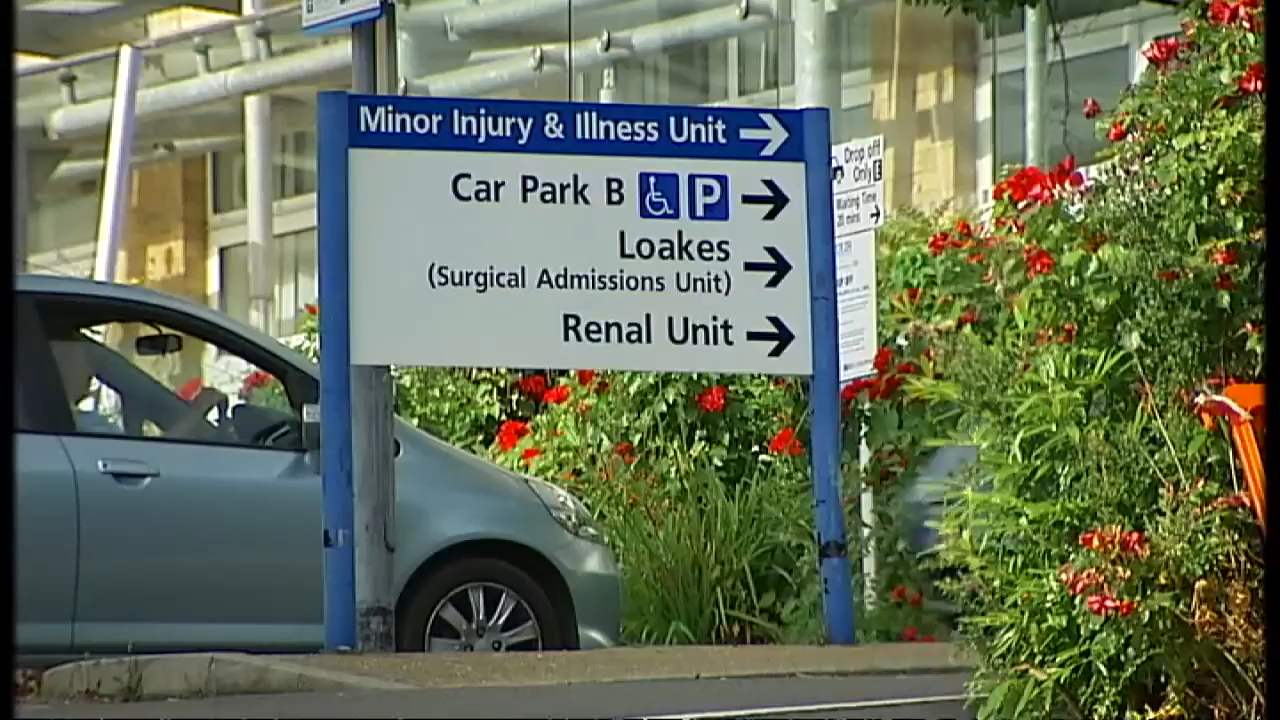 Minor Injury & Illness Unit
Car Park B P
Loakes
(Surgical Admissions Unit)
Renal Unit
Drop off
Only
Waiting Time
20 mins